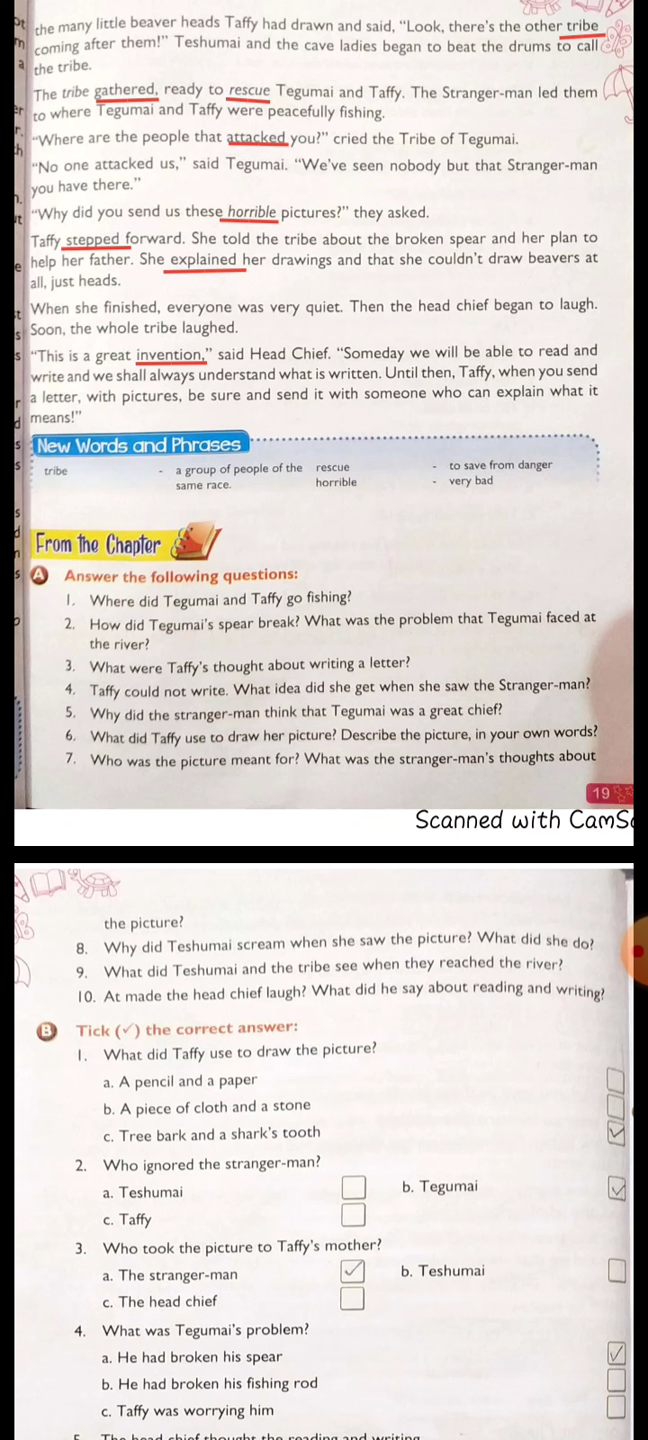 the many little beaver heads Taffy had drawn and said, “Look, there’s the other tribe
coming after them!” Teshumai and the cave ladies began to beat the drums to call
the tribe.
The tribe gathered, ready to rescue Tegumai and Taffy. The Stranger-man led them
to where Tegumai and Taffy were peacefully fishing.
“Where are the people that attacked you?” cried the Tribe of Tegumai.
“No one attacked us,” said Tegumai. “We’ve seen nobody but that Stranger-man
you have there.”
“Why did you send us these horrible pictures?” they asked.
Taffy stepped forward. She told the tribe about the broken spear and her plan to
help her father. She explained her drawings and that she couldn’t draw beavers at
all, just heads.
When she finished, everyone was very quiet. Then the head chief began to laugh.
Soon, the whole tribe laughed.
“This is a great invention,” said Head Chief. “Someday we will be able to read and
write and we shall always understand what is written. Until then, Taffy, when you send
a letter, with pictures, be sure and send it with someone who can explain what it
means!”
New Words and Phrases
tribe - a group of people of the rescue - to save from danger
same race. horrible - very bad
From the Chapter
A Answer the following questions:
1. Where did Tegumai and Taffy go fishing?
2. How did Tegumai’s spear break? What was the problem that Tegumai faced at
the river?
3. What were Taffy’s thought about writing a letter?
4. Taffy could not write. What idea did she get when she saw the Stranger-man?
5. Why did the stranger-man think that Tegumai was a great chief?
6. What did Taffy use to draw her picture? Describe the picture, in your own words?
7. Who was the picture meant for? What was the stranger-man’s thoughts about
19
Scanned with CamSc
the picture?
8. Why did Teshumai scream when she saw the picture? What did she do?
9. What did Teshumai and the tribe see when they reached the river?
10. At made the head chief laugh? What did he say about reading and writing?
B Tick (✓) the correct answer:
1. What did Taffy use to draw the picture?
a. A pencil and a paper
b. A piece of cloth and a stone
c. Tree bark and a shark’s tooth ✓
2. Who ignored the stranger-man?
a. Teshumai b. Tegumai ✓
c. Taffy
3. Who took the picture to Taffy’s mother?
a. The stranger-man ✓ b. Teshumai
c. The head chief
4. What was Tegumai’s problem?
a. He had broken his spear ✓
b. He had broken his fishing rod
c. Taffy was worrying him
5. The head chief thought the reading and writing